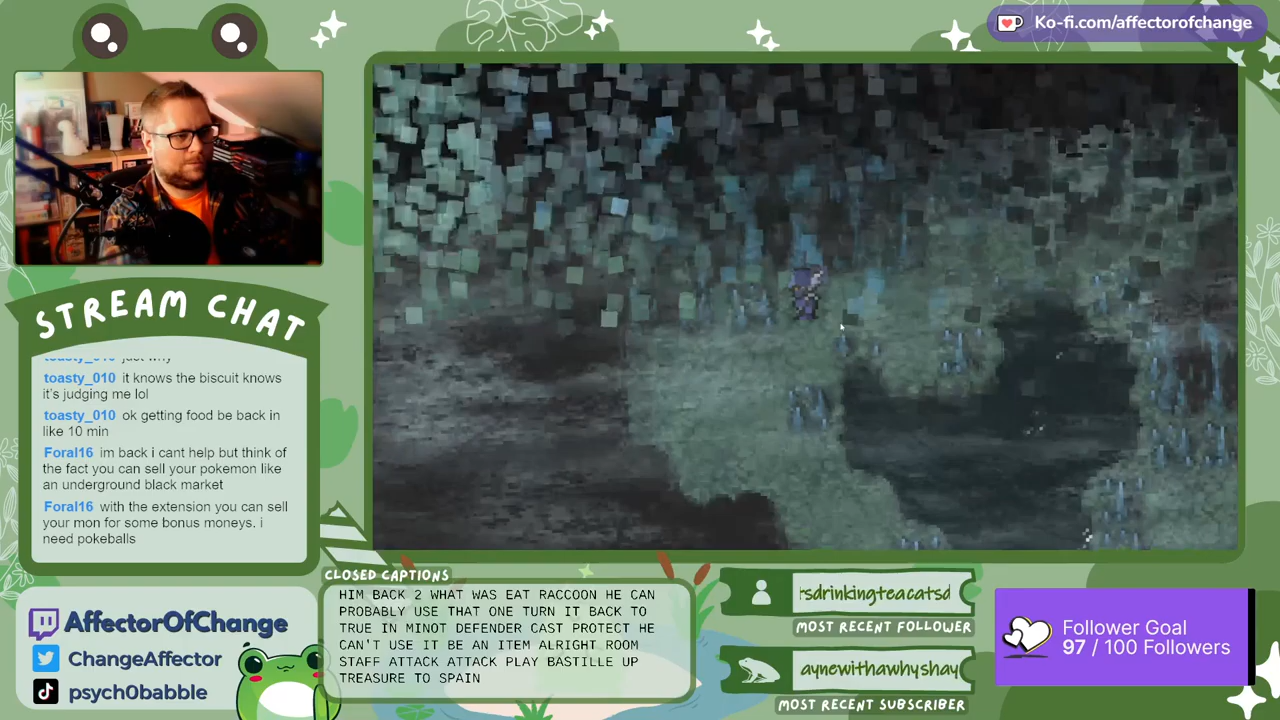 Ko-fi.com/affectorofchange
STREAM CHAT
toasty_010 just why
toasty_010 it knows the biscuit knows
it's judging me lol
toasty_010 ok getting food be back in
like 10 min
Foral16 im back i cant help but think of
the fact you can sell your pokemon like
an underground black market
Foral16 with the extension you can sell
your mon for some bonus moneys. i
need pokeballs
AffectorOfChange
ChangeAffector
psych0babble
CLOSED CAPTIONS
HIM BACK 2 WHAT WAS EAT RACCOON HE CAN
PROBABLY USE THAT ONE TURN IT BACK TO
TRUE IN MINOT DEFENDER CAST PROTECT HE
CAN'T USE IT BE AN ITEM ALRIGHT ROOM
STAFF ATTACK ATTACK PLAY BASTILLE UP
TREASURE TO SPAIN
rsdrinkingteacatsd
MOST RECENT FOLLOWER
aynewithawhyshay
MOST RECENT SUBSCRIBER
Follower Goal
97 / 100 Followers